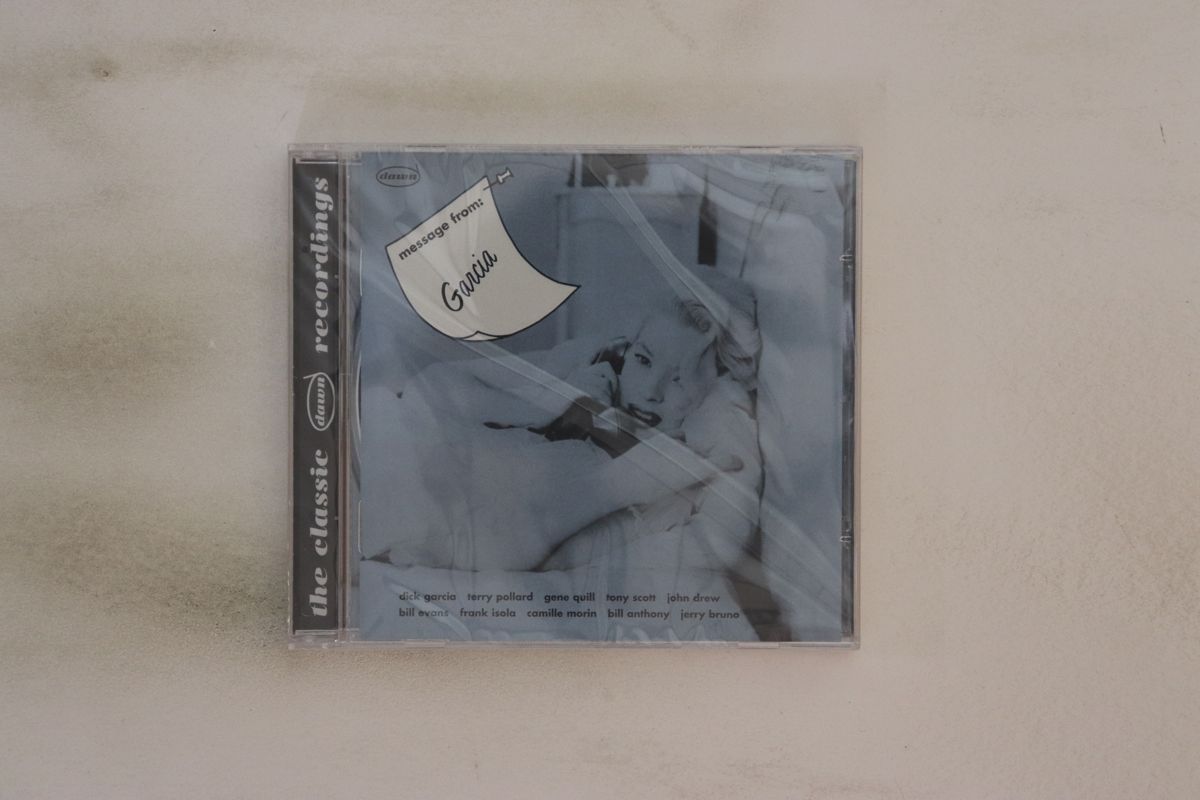 the classic dawn recordings
dawn
message from:
Garcia
dick garcia terry pollard gene quill tony scott john drew
bill evans frank isola camille morin bill anthony jerry bruno